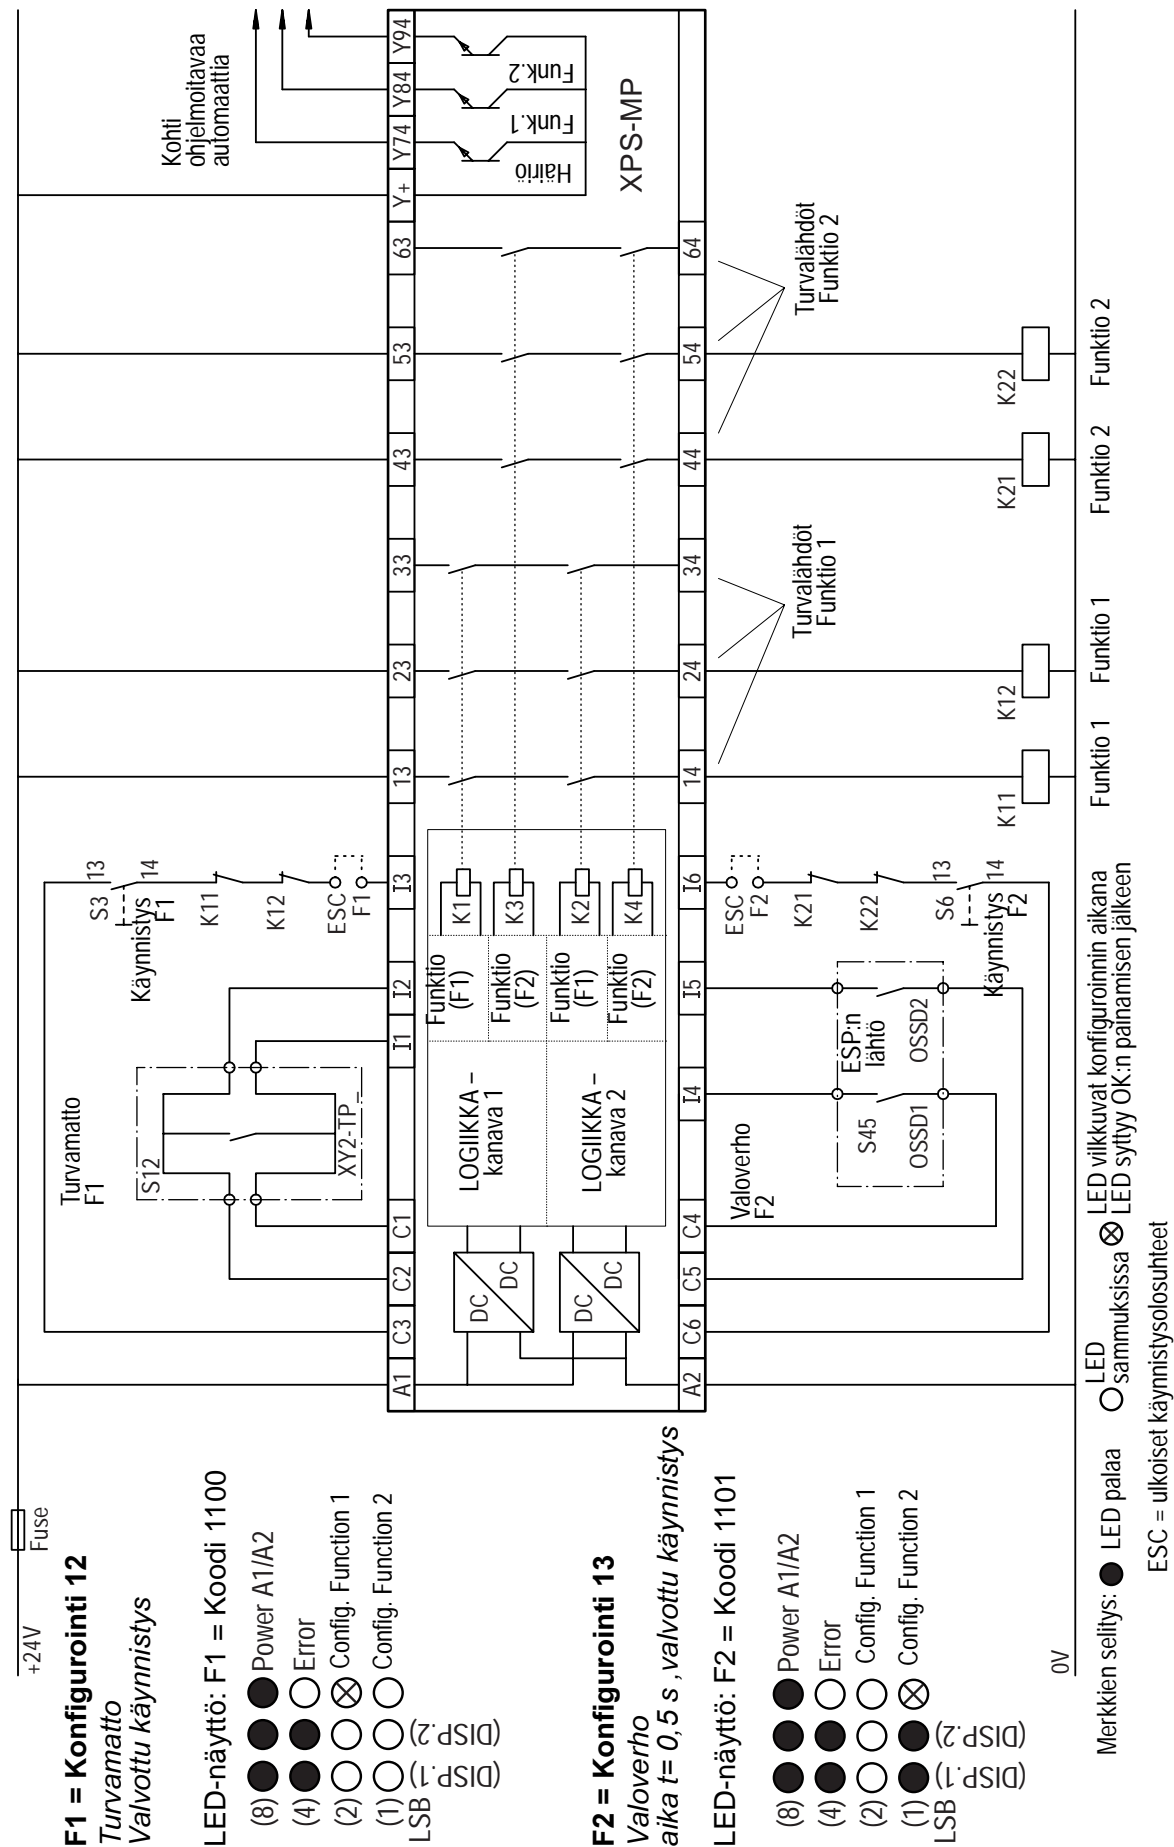 +24V
Fuse
F1 = Konfigurointi 12
Turvamatto
Valvottu käynnistys
LED-näyttö: F1 = Koodi 1100
(8)
Power A1/A2
(4)
Error
(2)
Config. Function 1
(1)
Config. Function 2
LSB
(DISP.1)
(DISP.2)
F2 = Konfigurointi 13
Valoverho
aika t= 0,5 s ,valvottu käynnistys
LED-näyttö: F2 = Koodi 1101
(8)
Power A1/A2
(4)
Error
(2)
Config. Function 1
(1)
Config. Function 2
LSB
(DISP.1)
(DISP.2)
0V
Turvamatto
F1
S12
XY2-TP_
Käynnistys
F1
S3
13
14
K11
K12
ESC
F1
Kohti
ohjelmoitavaa
automaattia
A1
C3
C2
C1
I1
I2
I3
13
23
33
43
53
63
Y+
Y74
Y84
Y94
DC
DC
DC
DC
LOGIIKKA –
kanava 1
LOGIIKKA –
kanava 2
Funktio
(F1)
Funktio
(F2)
Funktio
(F1)
Funktio
(F2)
K1
K3
K2
K4
Häiriö
Funk.1
Funk.2
XPS-MP
A2
C6
C5
C4
I4
I5
I6
14
24
34
44
54
64
Valoverho
F2
S45
ESP:n
lähtö
OSSD1
OSSD2
ESC
F2
K21
K22
S6
13
14
Käynnistys
F2
Turvalähdöt
Funktio 1
Turvalähdöt
Funktio 2
K11
K12
K21
K22
Funktio 1
Funktio 1
Funktio 2
Funktio 2
Merkkien selitys:
LED palaa
LED
sammuksissa
LED vilkkuvat konfiguroinnin aikana
LED syttyy OK:n painamisen jälkeen
ESC = ulkoiset käynnistysolosuhteet